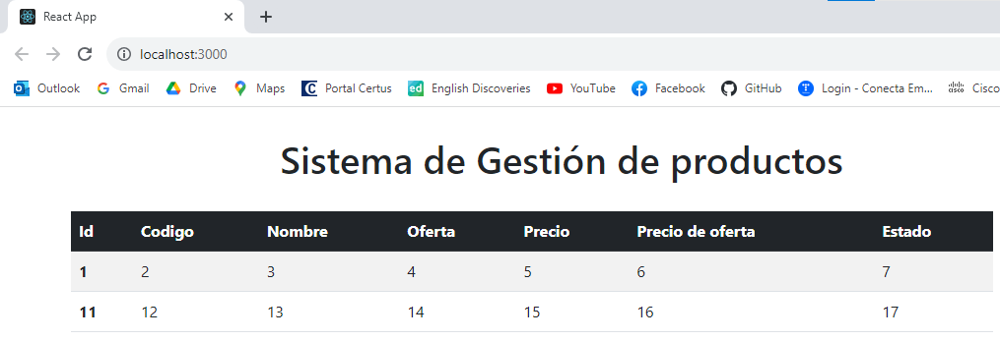 React App
localhost:3000
Outlook Gmail Drive Maps Portal Certus ed English Discoveries YouTube Facebook GitHub T Login - Conecta Em... cisco Cisco
Sistema de Gestión de productos
Id Codigo Nombre Oferta Precio Precio de oferta Estado
1 2 3 4 5 6 7
11 12 13 14 15 16 17